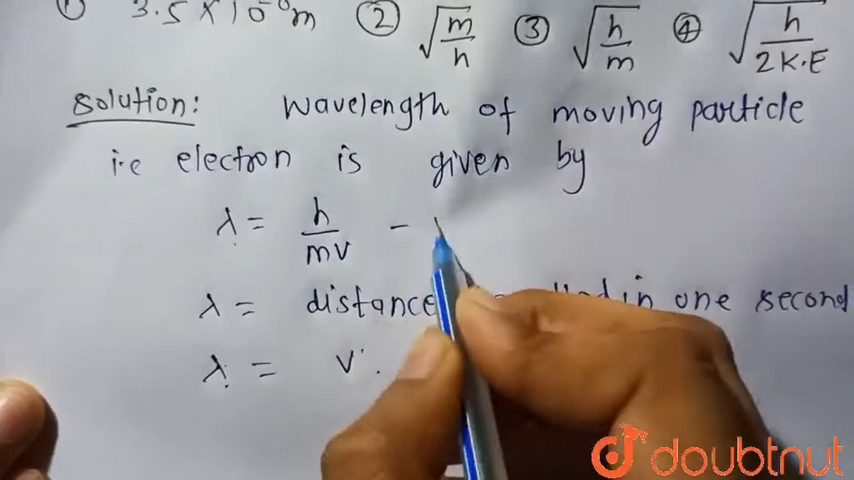 ① 3.5 × 10 m ② √m/h ③ √h/m ④ √h/2K.E
Solution: Wavelength of moving particle
i.e electron is given by
λ = h/mv -
λ = distance in one second
λ = v.
doubtnut